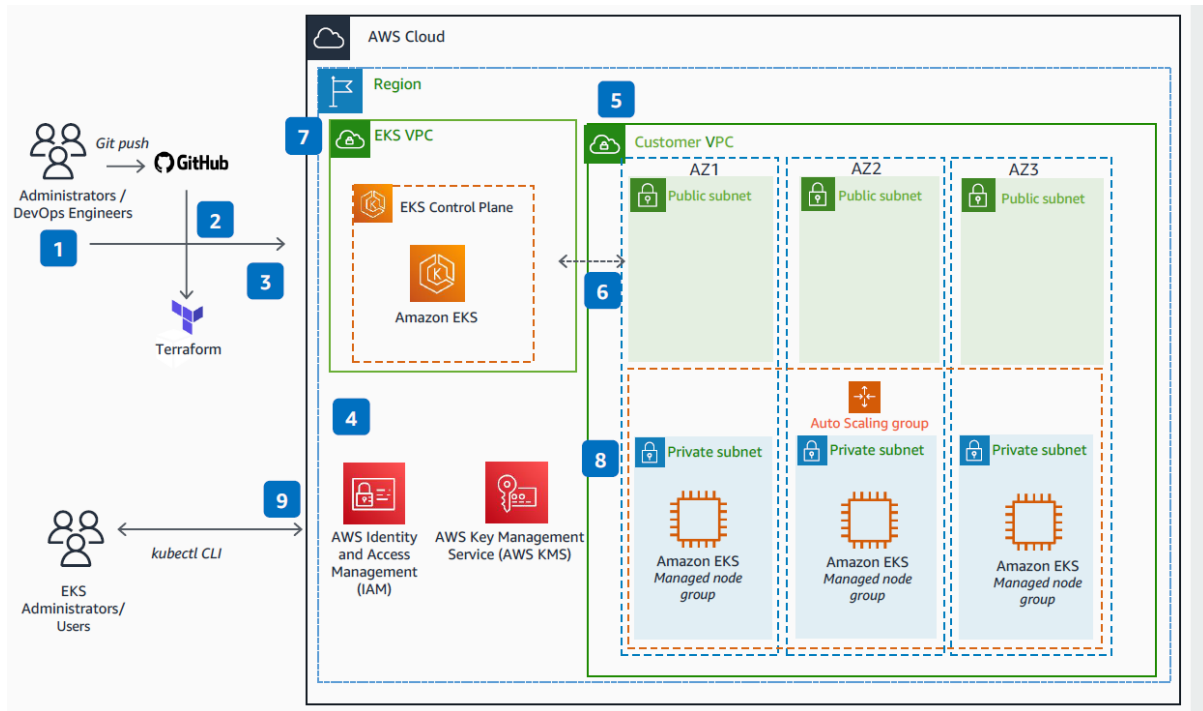 AWS Cloud
Region
5
7
EKS VPC
Customer VPC
Git push
GitHub
AZ1
AZ2
AZ3
Administrators /
DevOps Engineers
Public subnet
Public subnet
Public subnet
EKS Control Plane
1
2
3
6
Amazon EKS
Terraform
4
Auto Scaling group
8
Private subnet
Private subnet
Private subnet
9
kubectl CLI
AWS Identity
and Access
Management
(IAM)
AWS Key Management
Service (AWS KMS)
Amazon EKS
Managed node
group
Amazon EKS
Managed node
group
Amazon EKS
Managed node
group
EKS
Administrators/
Users